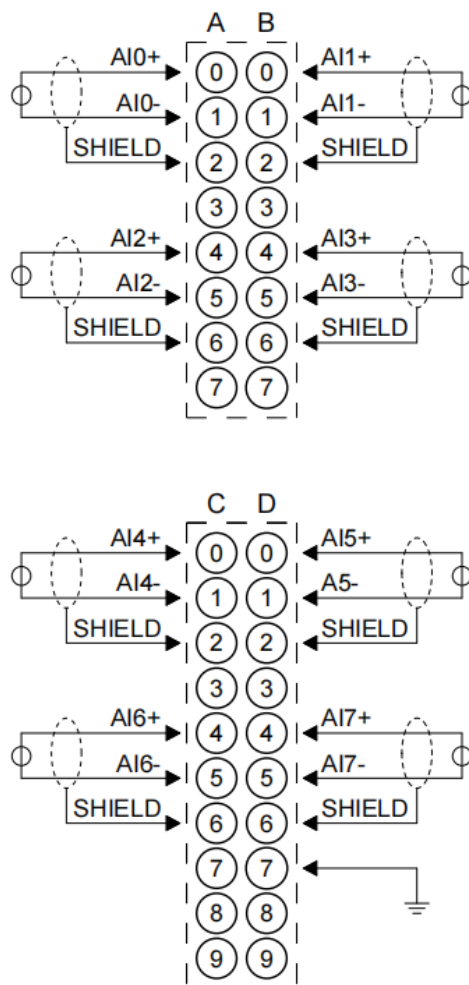 A B
AI0+ 0 0 AI1+
AI0- 1 1 AI1-
SHIELD 2 2 SHIELD
3 3
AI2+ 4 4 AI3+
AI2- 5 5 AI3-
SHIELD 6 6 SHIELD
7 7
C D
AI4+ 0 0 AI5+
AI4- 1 1 A5-
SHIELD 2 2 SHIELD
3 3
AI6+ 4 4 AI7+
AI6- 5 5 AI7-
SHIELD 6 6 SHIELD
7 7
8 8
9 9